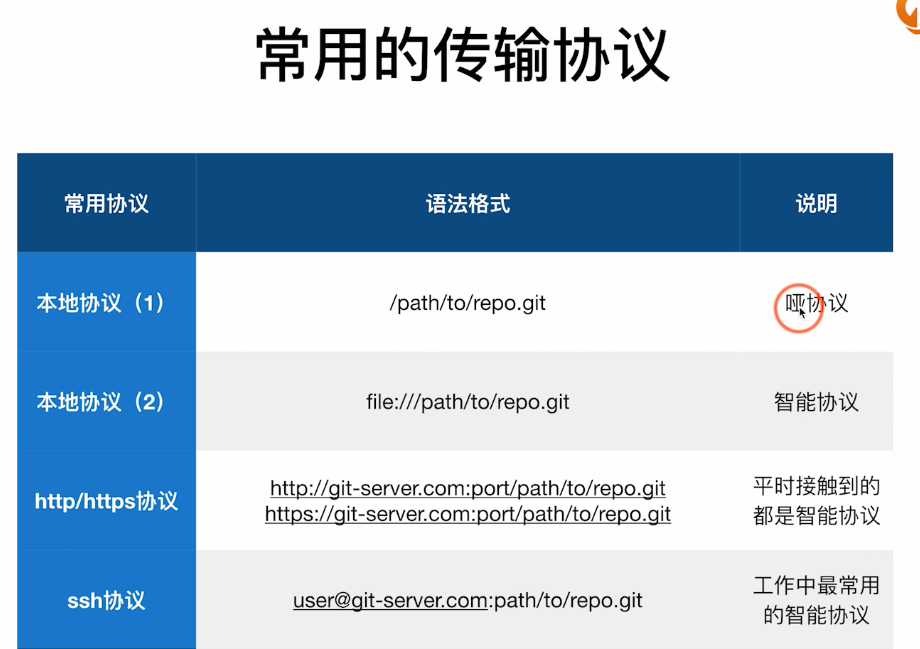 常用的传输协议
常用协议 语法格式 说明
本地协议（1） /path/to/repo.git 哑协议
本地协议（2） file:///path/to/repo.git 智能协议
http/https协议
http://git-server.com:port/path/to/repo.git
https://git-server.com:port/path/to/repo.git
平时接触到的
都是智能协议
ssh协议 user@git-server.com:path/to/repo.git
工作中最常用
的智能协议